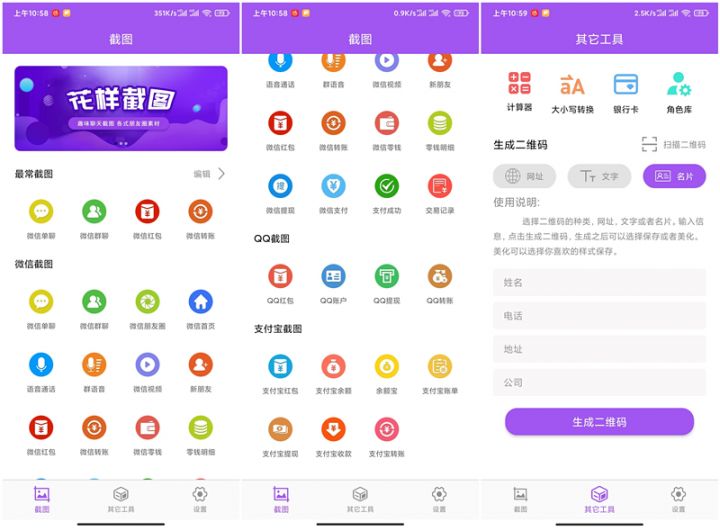 上午10:58
351K/s
79
截图
花样截图
趣味聊天截图 各式朋友圈素材
最常截图
编辑
微信单聊
微信群聊
微信红包
微信转账
微信截图
微信单聊
微信群聊
微信朋友圈
微信首页
语音通话
群语音
微信视频
新朋友
微信红包
微信转账
微信零钱
零钱明细
截图
其它工具
设置
上午10:58
0.9K/s
79
截图
语音通话
群语音
微信视频
新朋友
微信红包
微信转账
微信零钱
零钱明细
提
微信提现
微信支付
支付成功
交易记录
QQ截图
QQ红包
QQ账户
QQ提现
QQ转账
支付宝截图
支付宝红包
支付宝余额
余额宝
支付宝账单
支付宝提现
支付宝收款
支付宝转账
截图
其它工具
设置
上午10:59
2.5K/s
79
其它工具
aA
计算器
大小写转换
银行卡
角色库
生成二维码
扫描二维码
网址
文字
名片
使用说明:
选择二维码的种类，网址，文字或者名片。输入信
息，点击生成二维码，生成之后可以选择保存或者美化。
美化可以选择你喜欢的样式保存。
姓名
电话
地址
公司
生成二维码
截图
其它工具
设置